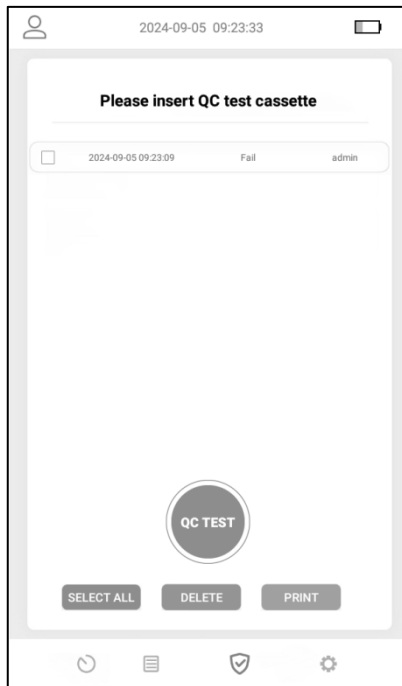 2024-09-05 09:23:33
Please insert QC test cassette
2024-09-05 09:23:09 Fail admin
QC TEST
SELECT ALL DELETE PRINT